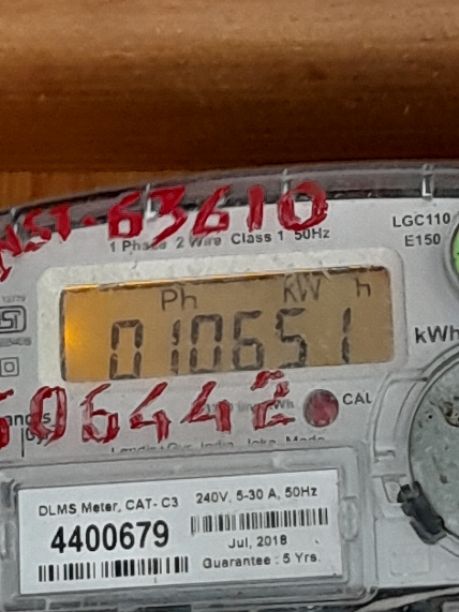 NST-63610
1 Phase 2 Wire Class 1 50Hz
LGC110
E150
Ph kW h
010651
kWh
506442
CAL
DLMS Meter, CAT- C3
240V, 5-30 A, 50Hz
4400679
Jul, 2018
Guarantee : 5 Yrs.